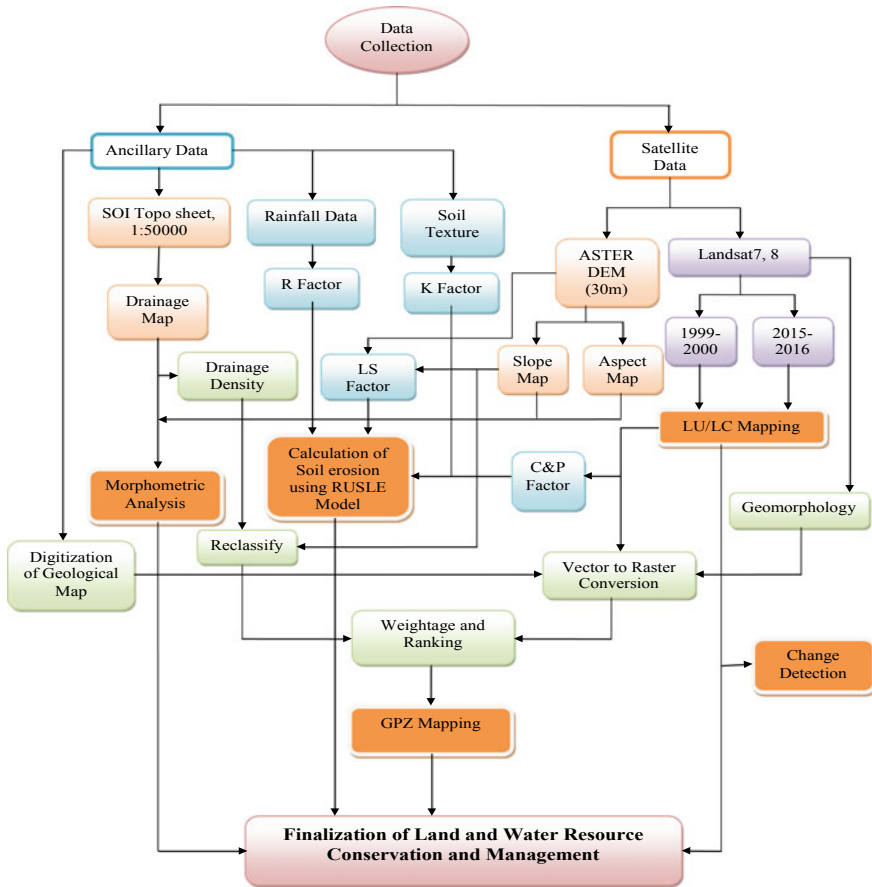 Data
Collection
Ancillary Data
Satellite
Data
SOI Topo sheet,
1:50000
Rainfall Data
Soil
Texture
ASTER
DEM
(30m)
Landsat7, 8
Drainage
Map
R Factor
K Factor
1999-
2000
2015-
2016
Drainage
Density
LS
Factor
Slope
Map
Aspect
Map
LU/LC Mapping
Morphometric
Analysis
Calculation of
Soil erosion
using RUSLE
Model
C&P
Factor
Geomorphology
Digitization
of Geological
Map
Reclassify
Vector to Raster
Conversion
Weightage and
Ranking
Change
Detection
GPZ Mapping
Finalization of Land and Water Resource
Conservation and Management